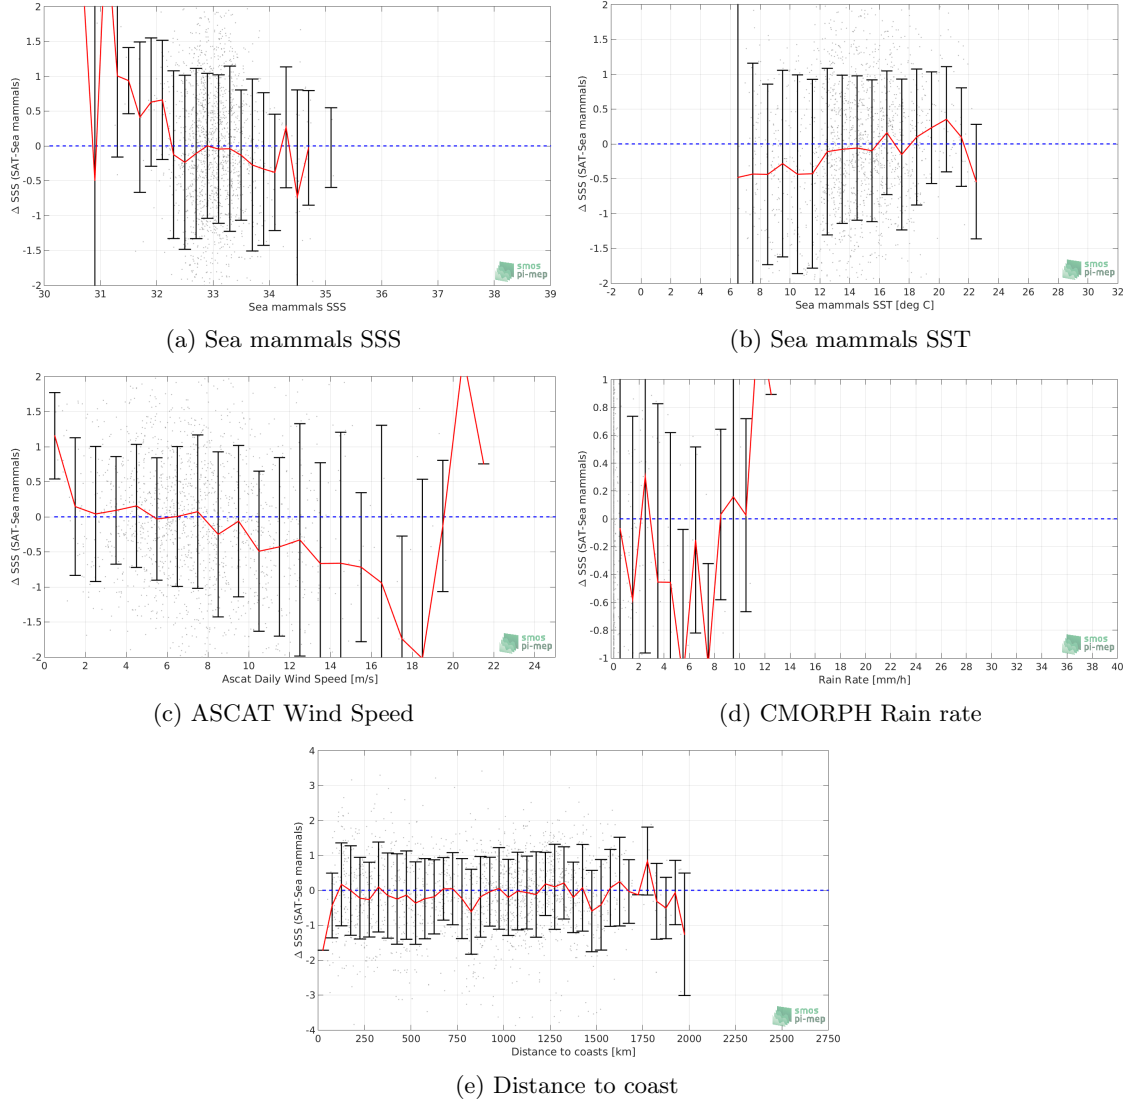 2
1.5
1
0.5
0
-0.5
-1
-1.5
-2
Δ SSS (SAT-Sea mammals)
30 31 32 33 34 35 36 37 38 39
Sea mammals SSS
smos
pi-mep
(a) Sea mammals SSS
2
1.5
1
0.5
0
-0.5
-1
-1.5
-2
Δ SSS (SAT-Sea mammals)
-2 0 2 4 6 8 10 12 14 16 18 20 22 24 26 28 30 32
Sea mammals SST [deg C]
smos
pi-mep
(b) Sea mammals SST
2
1.5
1
0.5
0
-0.5
-1
-1.5
-2
Δ SSS (SAT-Sea mammals)
0 2 4 6 8 10 12 14 16 18 20 22 24
Ascat Daily Wind Speed [m/s]
smos
pi-mep
(c) ASCAT Wind Speed
1
0.8
0.6
0.4
0.2
0
-0.2
-0.4
-0.6
-0.8
-1
Δ SSS (SAT-Sea mammals)
0 2 4 6 8 10 12 14 16 18 20 22 24 26 28 30 32 34 36 38 40
Rain Rate [mm/h]
smos
pi-mep
(d) CMORPH Rain rate
4
3
2
1
0
-1
-2
-3
-4
Δ SSS (SAT-Sea mammals)
0 250 500 750 1000 1250 1500 1750 2000 2250 2500 2750
Distance to coasts [km]
smos
pi-mep
(e) Distance to coast